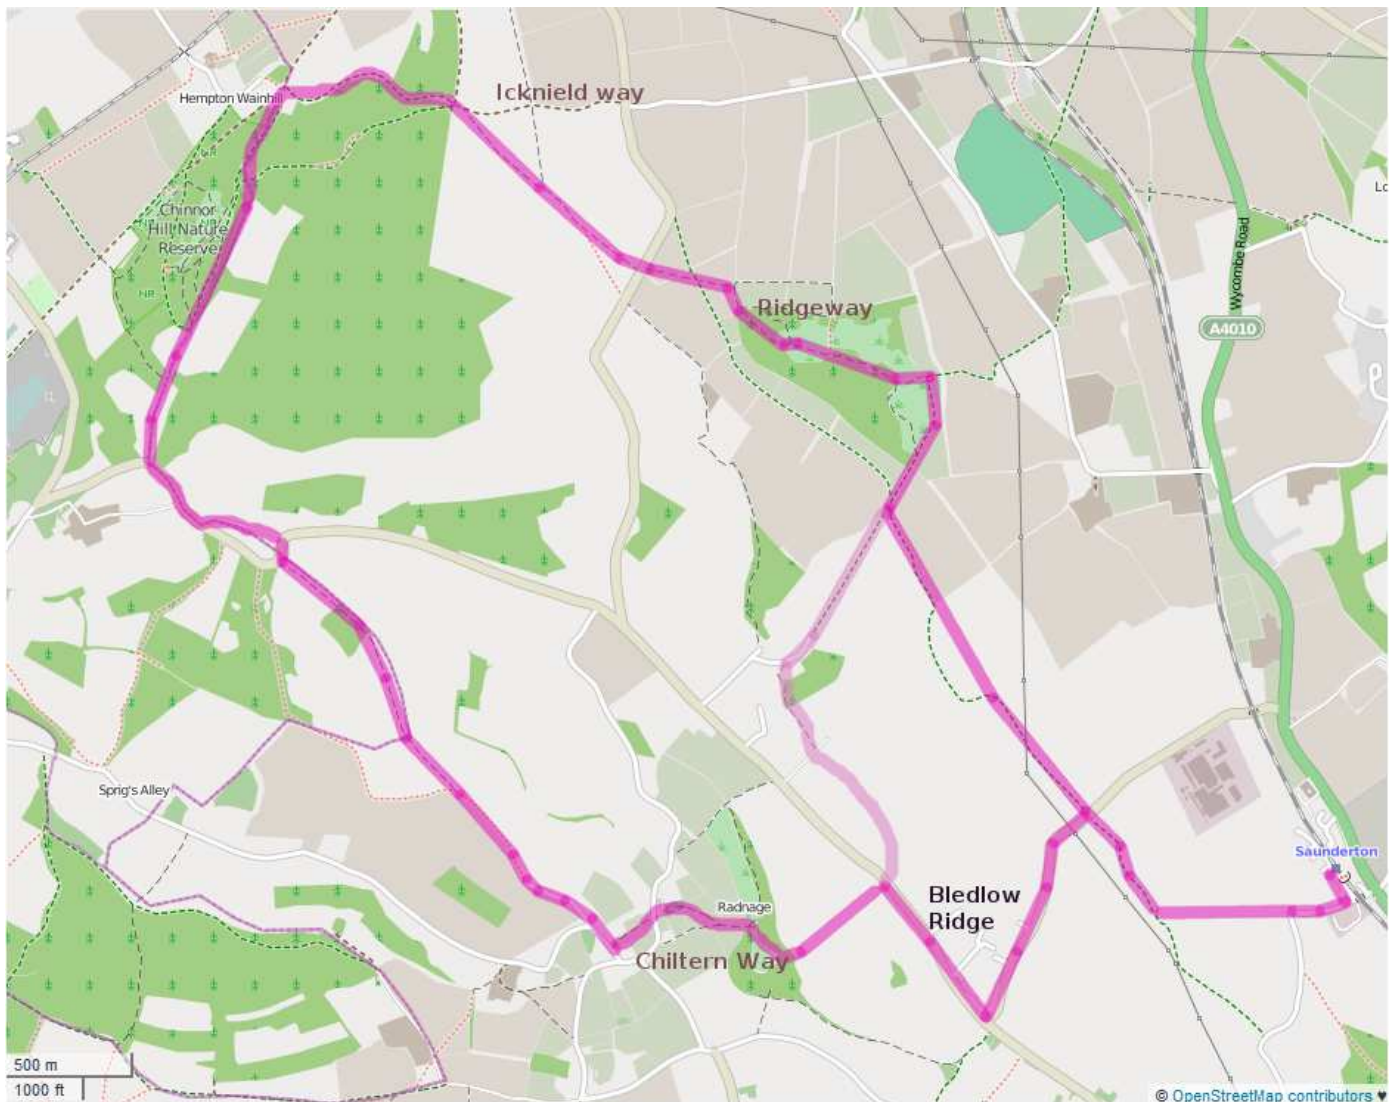 Icknield way
Hempton Wainhill
Chinnor
Hill Nature
Reserve
NR
NR
Lo
Wycombe Road
Ridgeway
A4010
Sprig's Alley
Saunderton
Bledlow
Ridge
Radnage
Chiltern Way
500 m
1000 ft
© OpenStreetMap contributors ♥